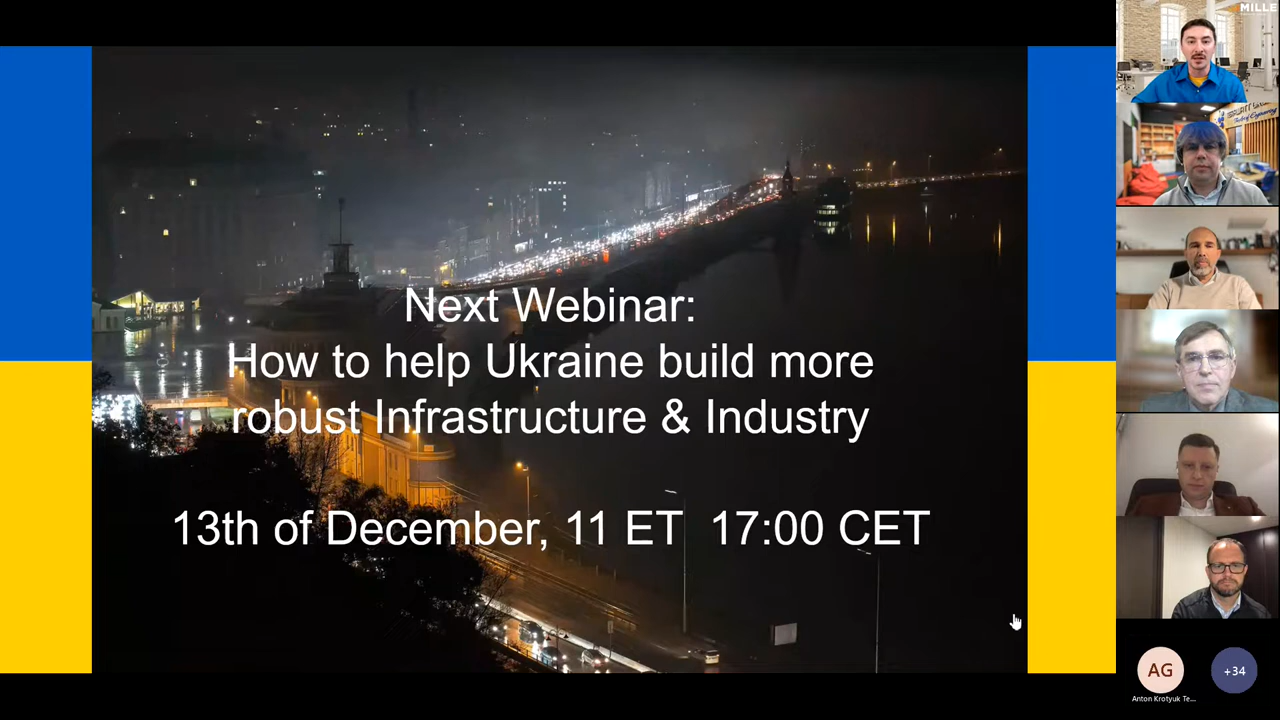 Next Webinar:
How to help Ukraine build more
robust Infrastructure & Industry
13th of December, 11 ET 17:00 CET
MILLE
AG
Anton Krotyuk Te...
+34